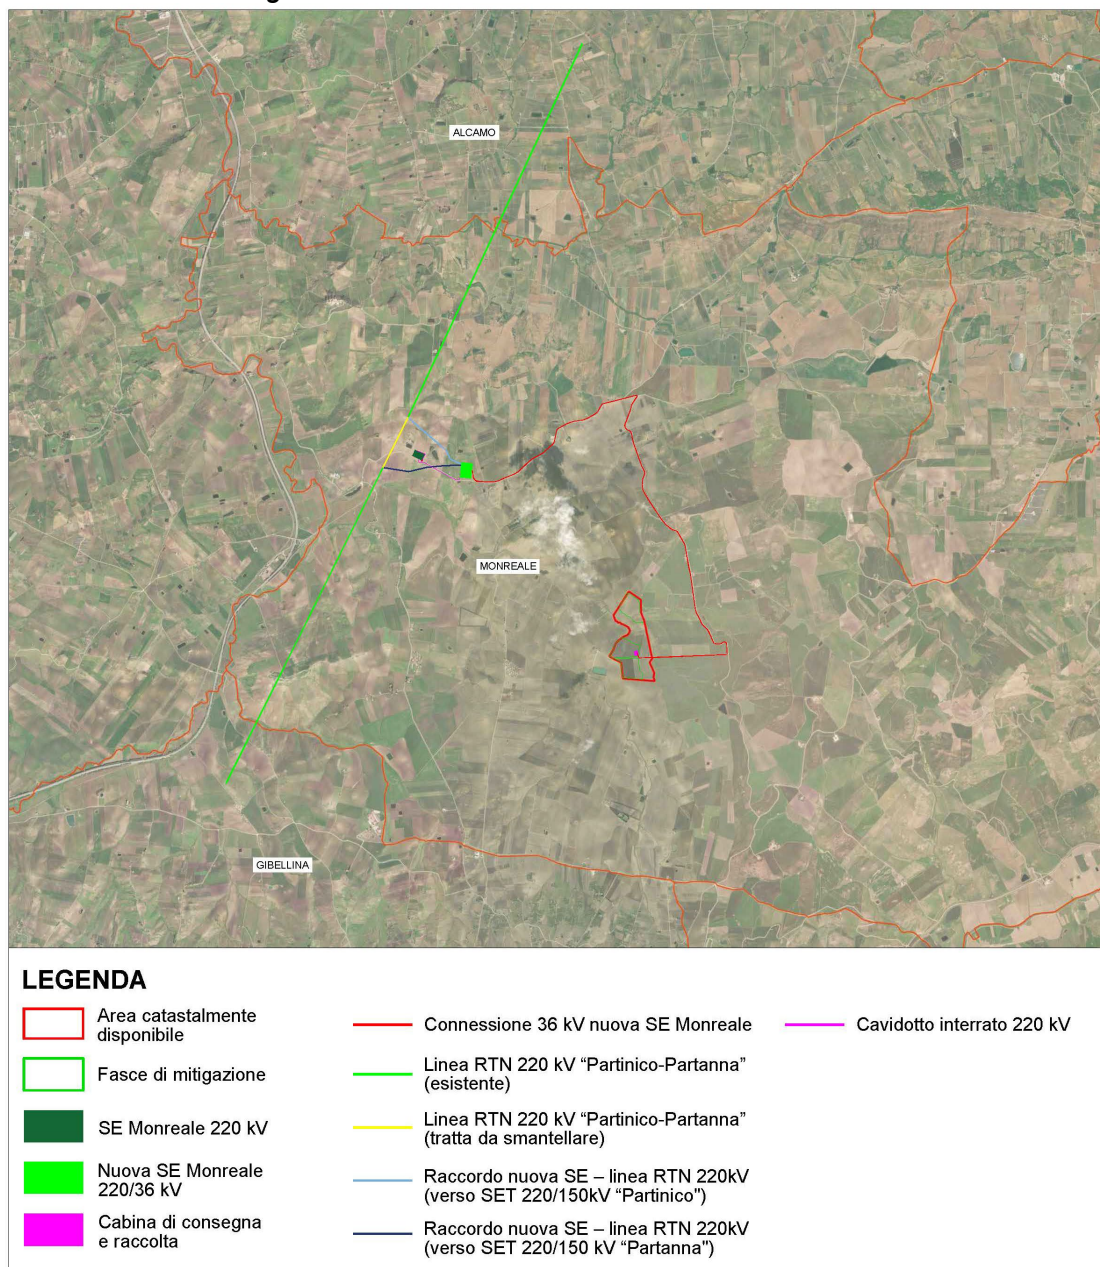 ALCAMO
MONREALE
GIBELLINA
LEGENDA
Area catastalmente
disponibile
Fasce di mitigazione
SE Monreale 220 kV
Nuova SE Monreale
220/36 kV
Cabina di consegna
e raccolta
Connessione 36 kV nuova SE Monreale
Linea RTN 220 kV “Partinico-Partanna”
(esistente)
Linea RTN 220 kV “Partinico-Partanna”
(tratta da smantellare)
Raccordo nuova SE – linea RTN 220kV
(verso SET 220/150kV “Partinico")
Raccordo nuova SE – linea RTN 220kV
(verso SET 220/150 kV “Partanna")
Cavidotto interrato 220 kV